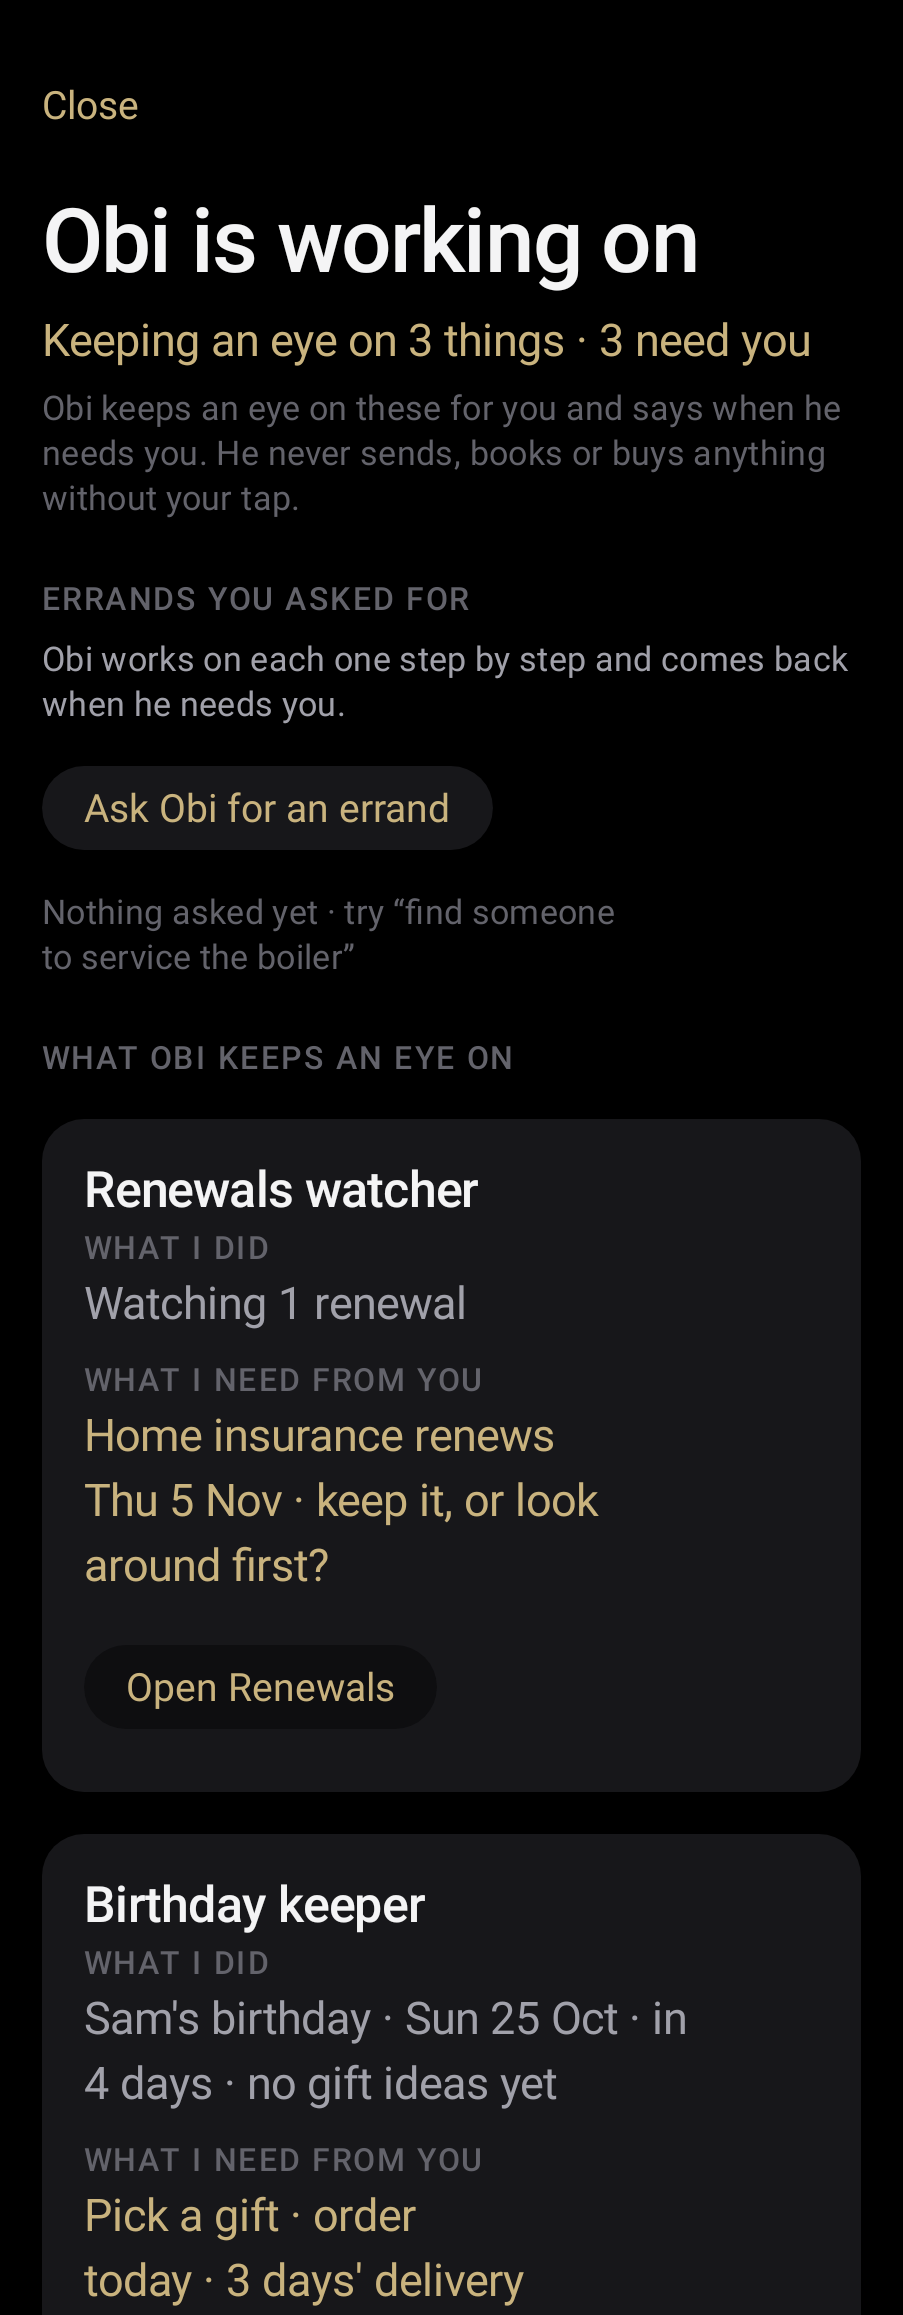 Close
Obi is working on
Keeping an eye on 3 things · 3 need you
Obi keeps an eye on these for you and says when he
needs you. He never sends, books or buys anything
without your tap.
ERRANDS YOU ASKED FOR
Obi works on each one step by step and comes back
when he needs you.
Ask Obi for an errand
Nothing asked yet · try “find someone
to service the boiler”
WHAT OBI KEEPS AN EYE ON
Renewals watcher
WHAT I DID
Watching 1 renewal
WHAT I NEED FROM YOU
Home insurance renews
Thu 5 Nov · keep it, or look
around first?
Open Renewals
Birthday keeper
WHAT I DID
Sam's birthday · Sun 25 Oct · in
4 days · no gift ideas yet
WHAT I NEED FROM YOU
Pick a gift · order
today · 3 days' delivery